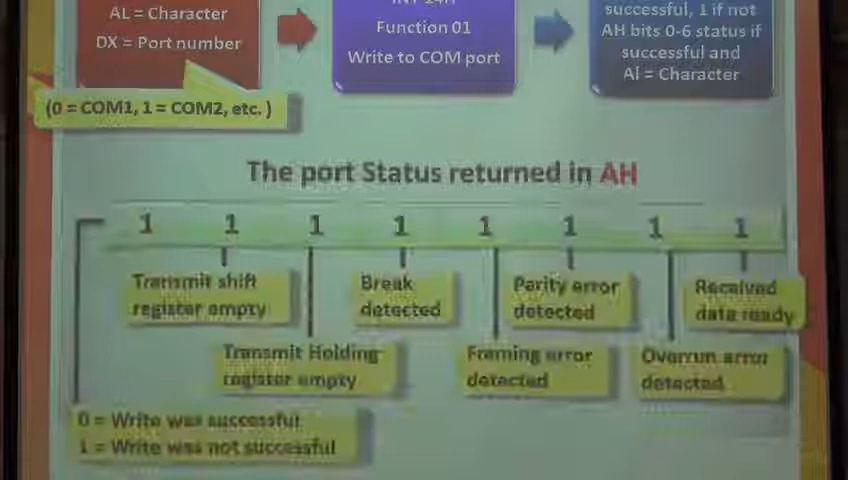 AL = Character
DX = Port number
(0 = COM1, 1 = COM2, etc. )
INT 14H
Function 01
Write to COM port
successful, 1 if not
AH bits 0-6 status if
successful and
Al = Character
The port Status returned in AH
1 1 1 1 1 1 1 1
Transmit shift
register empty
Break
detected
Parity error
detected
Received
data ready
Transmit Holding
register empty
Framing error
detected
Overrun error
detected
0 = Write was successful
1 = Write was not successful